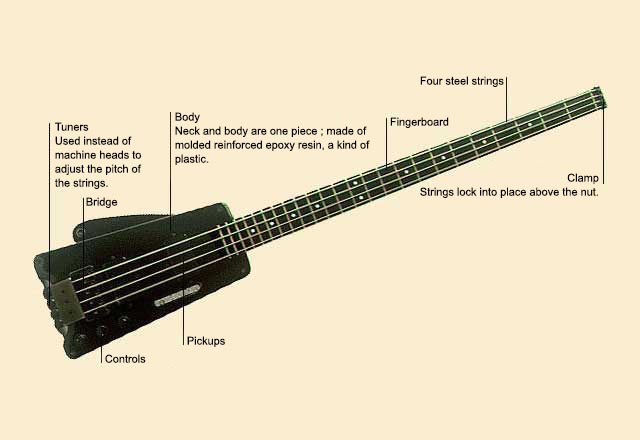 Four steel strings
Body
Neck and body are one piece ; made of
molded reinforced epoxy resin, a kind of
plastic.
Fingerboard
Tuners
Used instead of
machine heads to
adjust the pitch of
the strings.
Clamp
Strings lock into place above the nut.
Bridge
Pickups
Controls